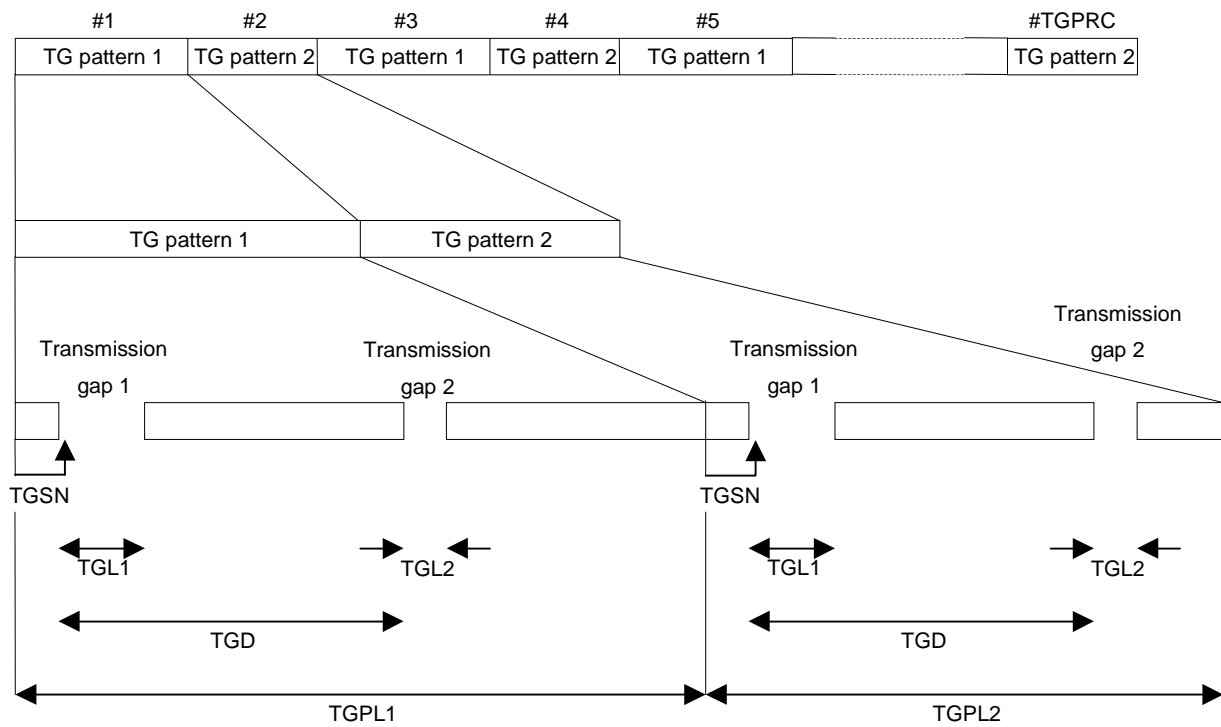 #1 #2 #3 #4 #5 #TGPRC
TG pattern 1 TG pattern 2 TG pattern 1 TG pattern 2 TG pattern 1 TG pattern 2
TG pattern 1 TG pattern 2
Transmission
gap 1
Transmission
gap 2
Transmission
gap 1
Transmission
gap 2
TGSN TGSN
TGL1 TGL2 TGL1 TGL2
TGD TGD
TGPL1 TGPL2